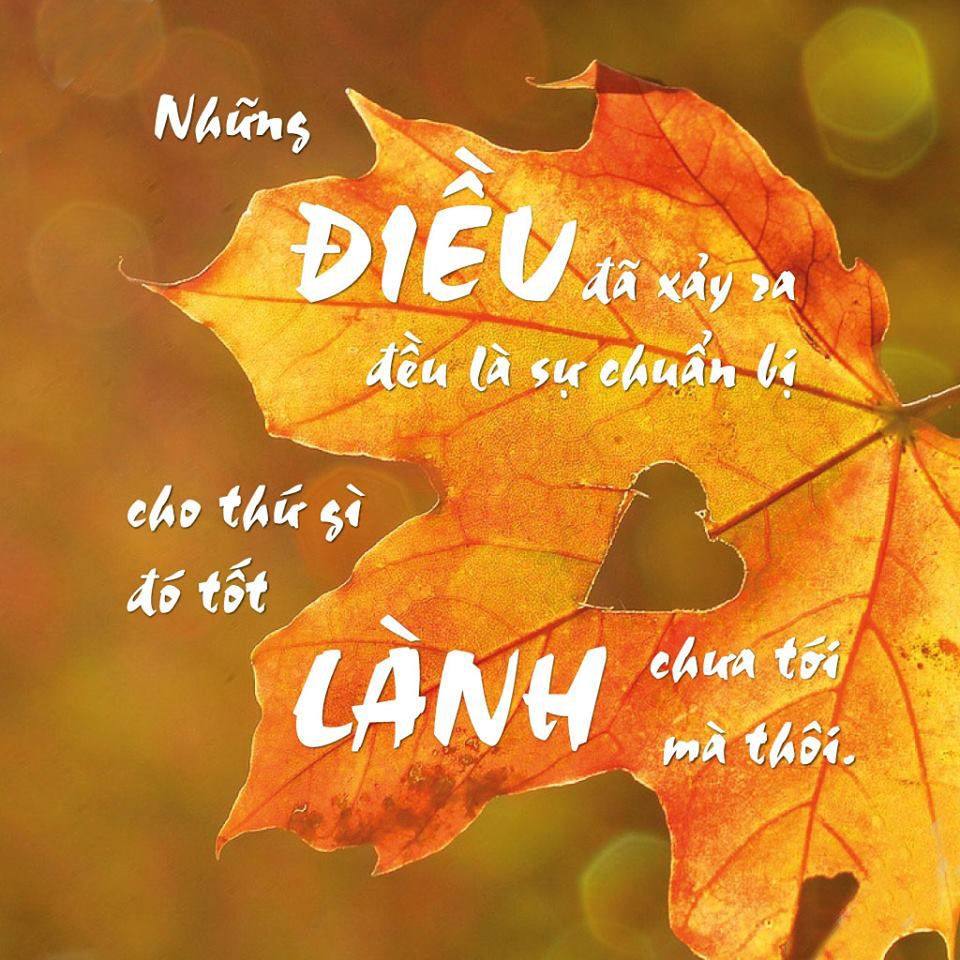 Những
ĐIỀU đã xảy ra
đều là sự chuẩn bị
cho thứ gì
đó tốt
LÀNH chưa tới
mà thôi.